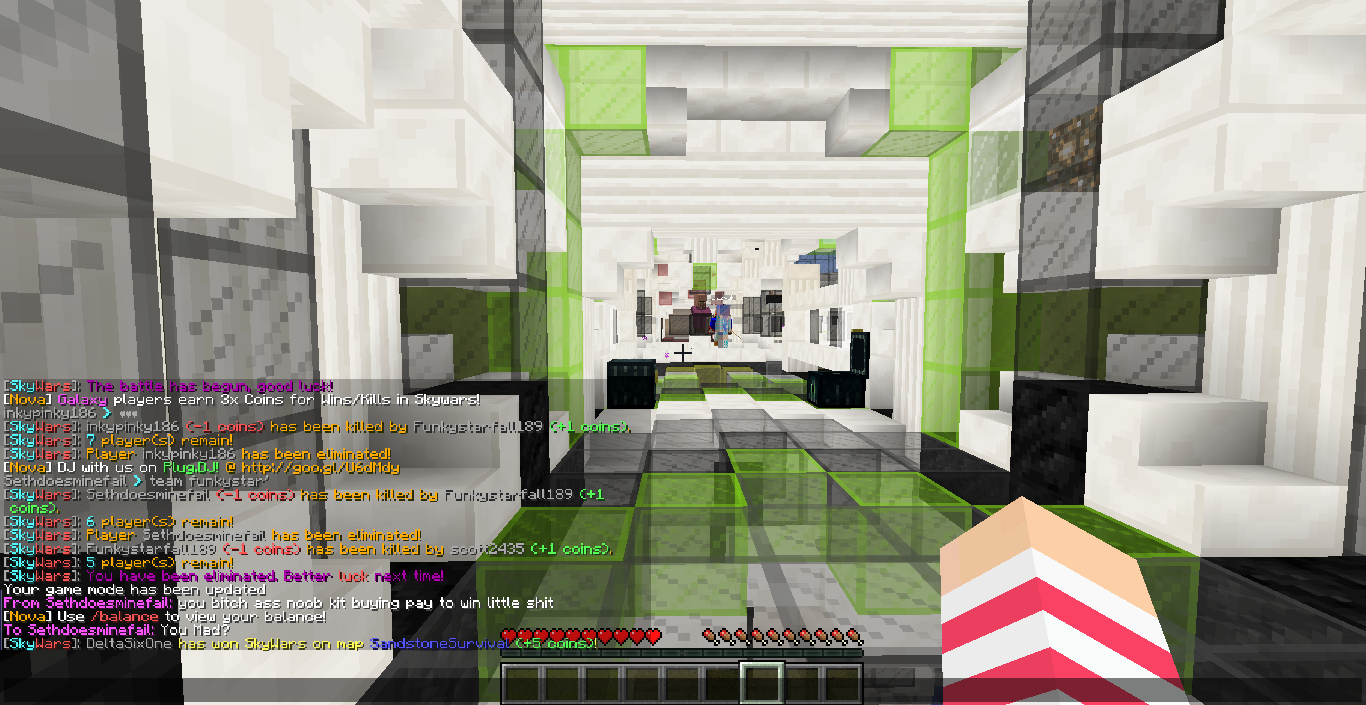 [SkyWars]: The battle has begun, good luck!
[Nova] Galaxy players earn 3x Coins for Wins/Kills in Skywars!
inkypinky186 > ♥♥♥
[SkyWars]: inkypinky186 (-1 coins) has been killed by Funkystarfall189 (+1 coins).
[SkyWars]: 7 player(s) remain!
[SkyWars]: Player inkypinky186 has been eliminated!
[Nova] DJ with us on Plug.DJ! @ http://goo.gl/U6dMdy
Sethdoesminefail > team funkystar'
[SkyWars]: Sethdoesminefail (-1 coins) has been killed by Funkystarfall189 (+1
coins).
[SkyWars]: 6 player(s) remain!
[SkyWars]: Player Sethdoesminefail has been eliminated!
[SkyWars]: Funkystarfall189 (-1 coins) has been killed by scott2435 (+1 coins).
[SkyWars]: 5 player(s) remain!
[SkyWars]: You have been eliminated. Better luck next time!
Your game mode has been updated
From Sethdoesminefail: you bitch ass noob kit buying pay to win little shit
[Nova] Use /balance to view your balance!
To Sethdoesminefail: You Mad?
[SkyWars]: DeltaSixOne has won SkyWars on map SandstoneSurvival (+5 coins)!